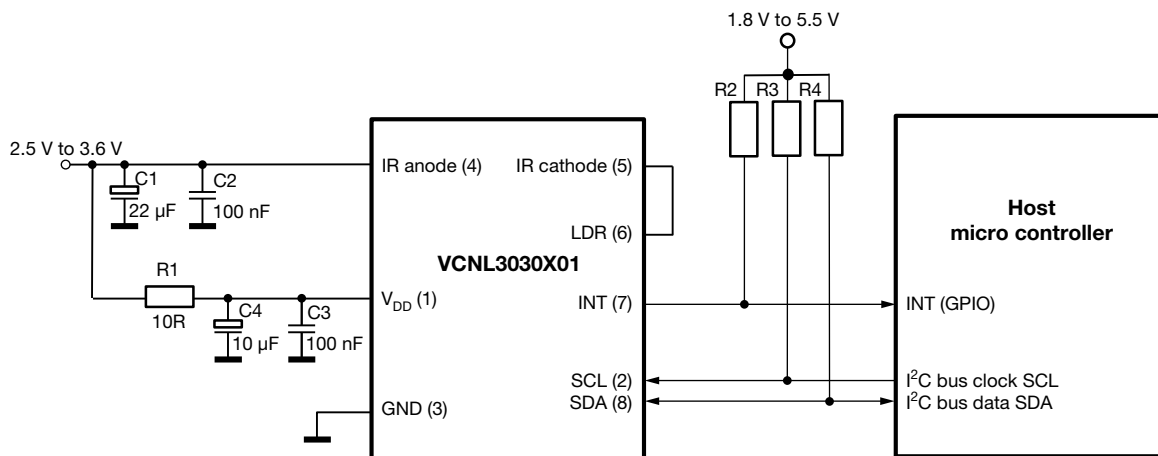 1.8 V to 5.5 V
R2
R3
R4
2.5 V to 3.6 V
C1
22 µF
C2
100 nF
R1
10R
C4
10 µF
C3
100 nF
IR anode (4)
IR cathode (5)
LDR (6)
VCNL3030X01
VDD (1)
INT (7)
GND (3)
SCL (2)
SDA (8)
Host
micro controller
INT (GPIO)
I²C bus clock SCL
I²C bus data SDA